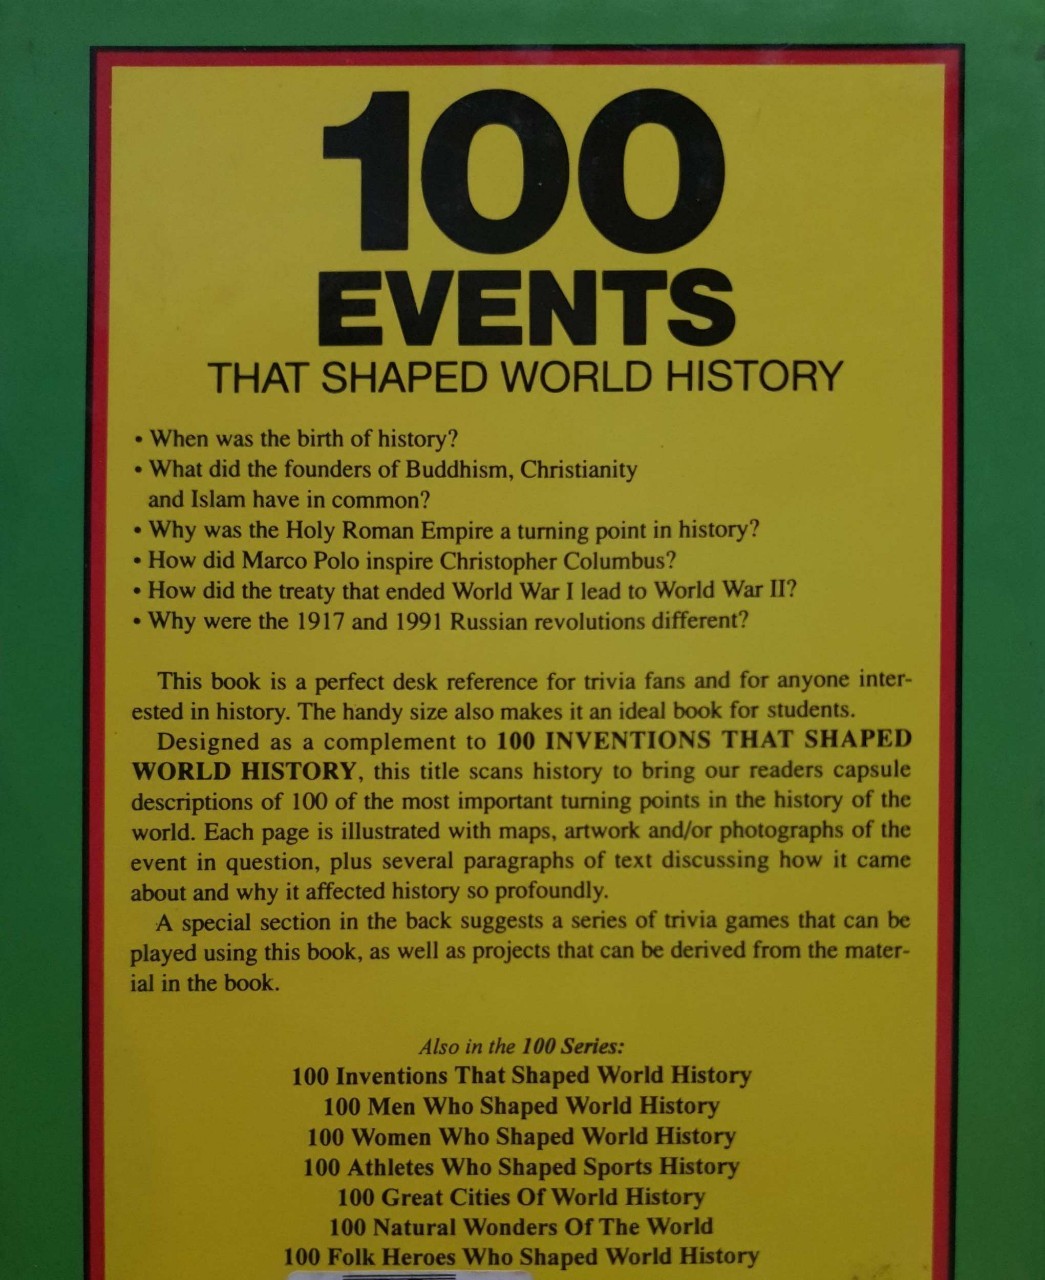 100
EVENTS
THAT SHAPED WORLD HISTORY
• When was the birth of history?
• What did the founders of Buddhism, Christianity
and Islam have in common?
• Why was the Holy Roman Empire a turning point in history?
• How did Marco Polo inspire Christopher Columbus?
• How did the treaty that ended World War I lead to World War II?
• Why were the 1917 and 1991 Russian revolutions different?
This book is a perfect desk reference for trivia fans and for anyone inter-
ested in history. The handy size also makes it an ideal book for students.
Designed as a complement to 100 INVENTIONS THAT SHAPED
WORLD HISTORY, this title scans history to bring our readers capsule
descriptions of 100 of the most important turning points in the history of the
world. Each page is illustrated with maps, artwork and/or photographs of the
event in question, plus several paragraphs of text discussing how it came
about and why it affected history so profoundly.
A special section in the back suggests a series of trivia games that can be
played using this book, as well as projects that can be derived from the mater-
ial in the book.
Also in the 100 Series:
100 Inventions That Shaped World History
100 Men Who Shaped World History
100 Women Who Shaped World History
100 Athletes Who Shaped Sports History
100 Great Cities Of World History
100 Natural Wonders Of The World
100 Folk Heroes Who Shaped World History